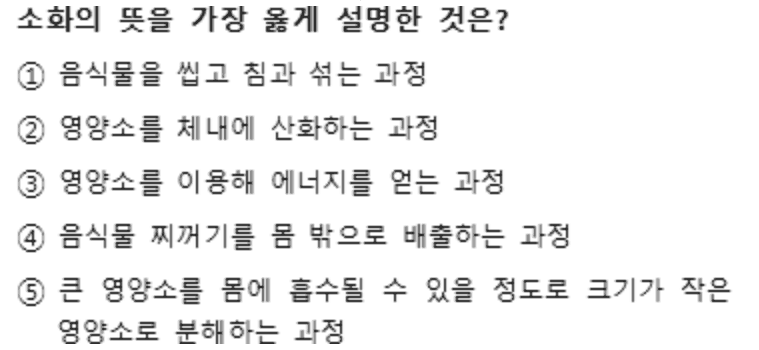 소화의 뜻을 가장 옳게 설명한 것은?
① 음식물을 씹고 침과 섞는 과정
② 영양소를 체내에 산화하는 과정
③ 영양소를 이용해 에너지를 얻는 과정
④ 음식물 찌꺼기를 몸 밖으로 배출하는 과정
⑤ 큰 영양소를 몸에 흡수될 수 있을 정도로 크기가 작은
영양소로 분해하는 과정